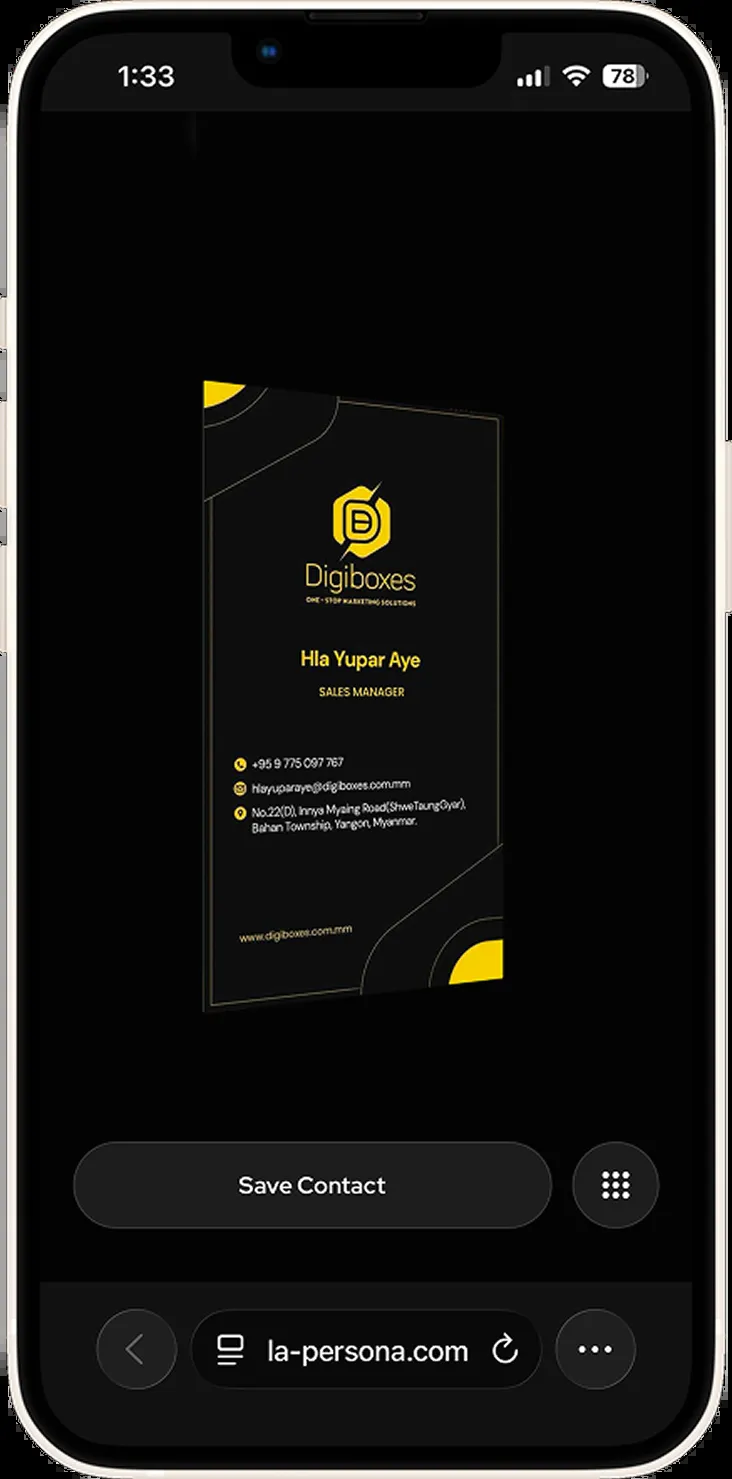 1:33
78
Digiboxes
ONE-STOP MARKETING SOLUTIONS
Hla Yupar Aye
SALES MANAGER
+95 9 775 097 767
hlayuparaye@digiboxes.com.mm
No.22(D), Innya Myaing Road(ShweTaungGyar),
Bahan Township, Yangon, Myanmar.
www.digiboxes.com.mm
Save Contact
la-persona.com